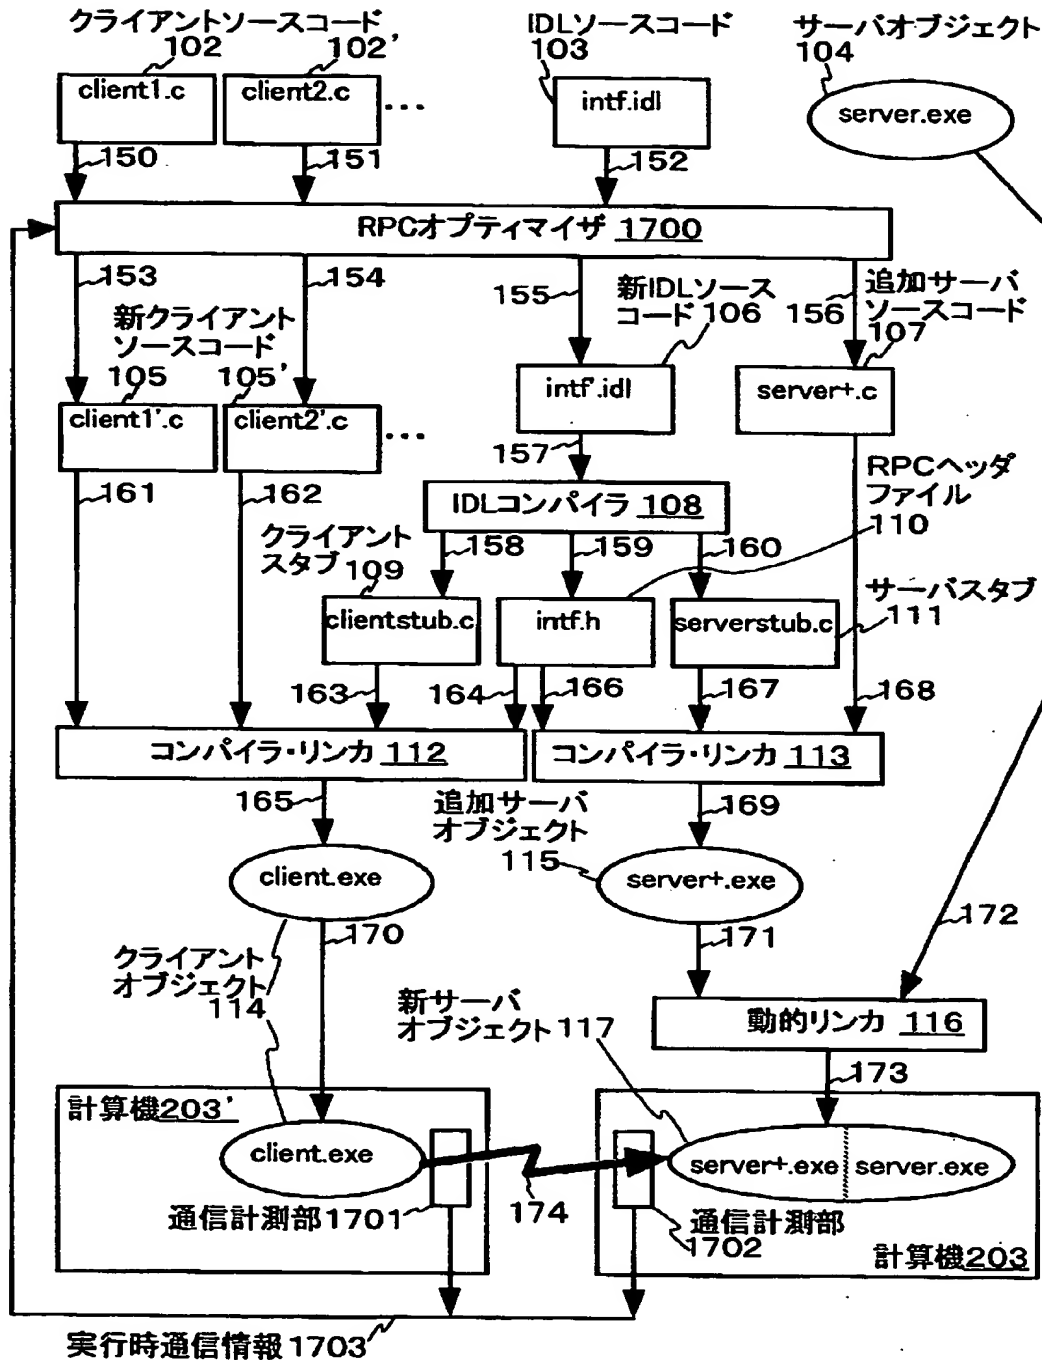 クライアントソースコード
102
102'
IDLソースコード
103
サーバオブジェクト
104
client1.c
client2.c
...
intf.idl
server.exe
150
151
152
RPCオプティマイザ 1700
153
154
155
156
新クライアント
ソースコード
105
105'
新IDLソース
コード106
追加サーバ
ソースコード
107
client1'.c
client2'.c
...
intf'.idl
server+.c
157
161
162
IDLコンパイラ 108
RPCヘッダ
ファイル
110
クライアント
スタブ
109
158
159
160
clientstub.c
intf.h
serverstub.c
サーバスタブ
111
163
164
166
167
168
コンパイラ・リンカ 112
コンパイラ・リンカ 113
165
169
追加サーバ
オブジェクト
115
client.exe
server+.exe
170
171
172
クライアント
オブジェクト
114
新サーバ
オブジェクト117
動的リンカ 116
173
計算機203'
client.exe
server+.exe
server.exe
通信計測部1701
174
通信計測部
1702
計算機203
実行時通信情報1703